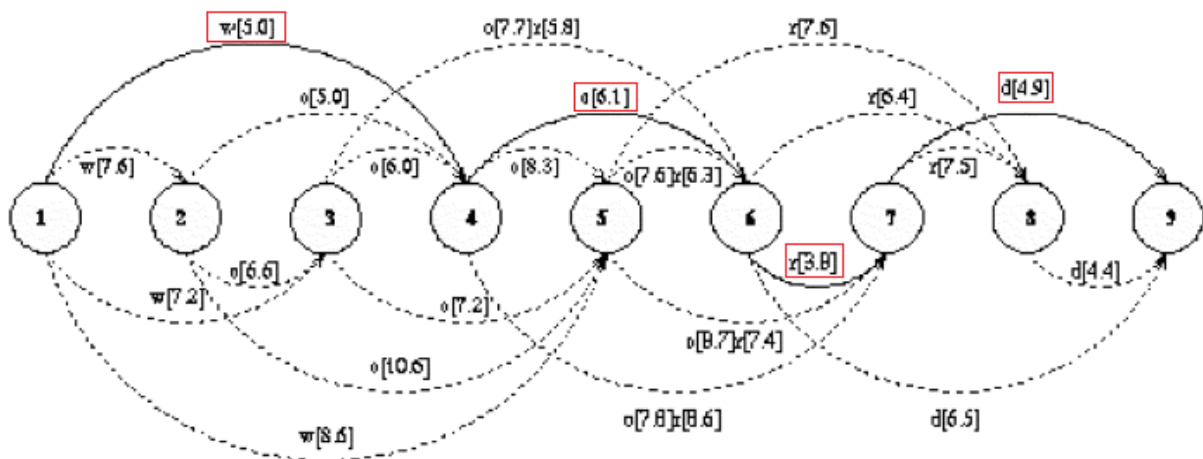 w[5.0]
o[7.7]r[5.8]
r[7.6]
o[5.0]
o[6.1]
r[6.4]
d[4.9]
w[7.6]
o[6.0]
o[8.3]
o[7.6]r[6.3]
r[7.5]
1 2 3 4 5 6 7 8 9
o[6.6]
r[3.8]
d[4.4]
w[7.2]
o[7.2]
o[8.7]r[7.4]
o[10.6]
o[7.8]r[8.6]
d[6.5]
w[8.6]